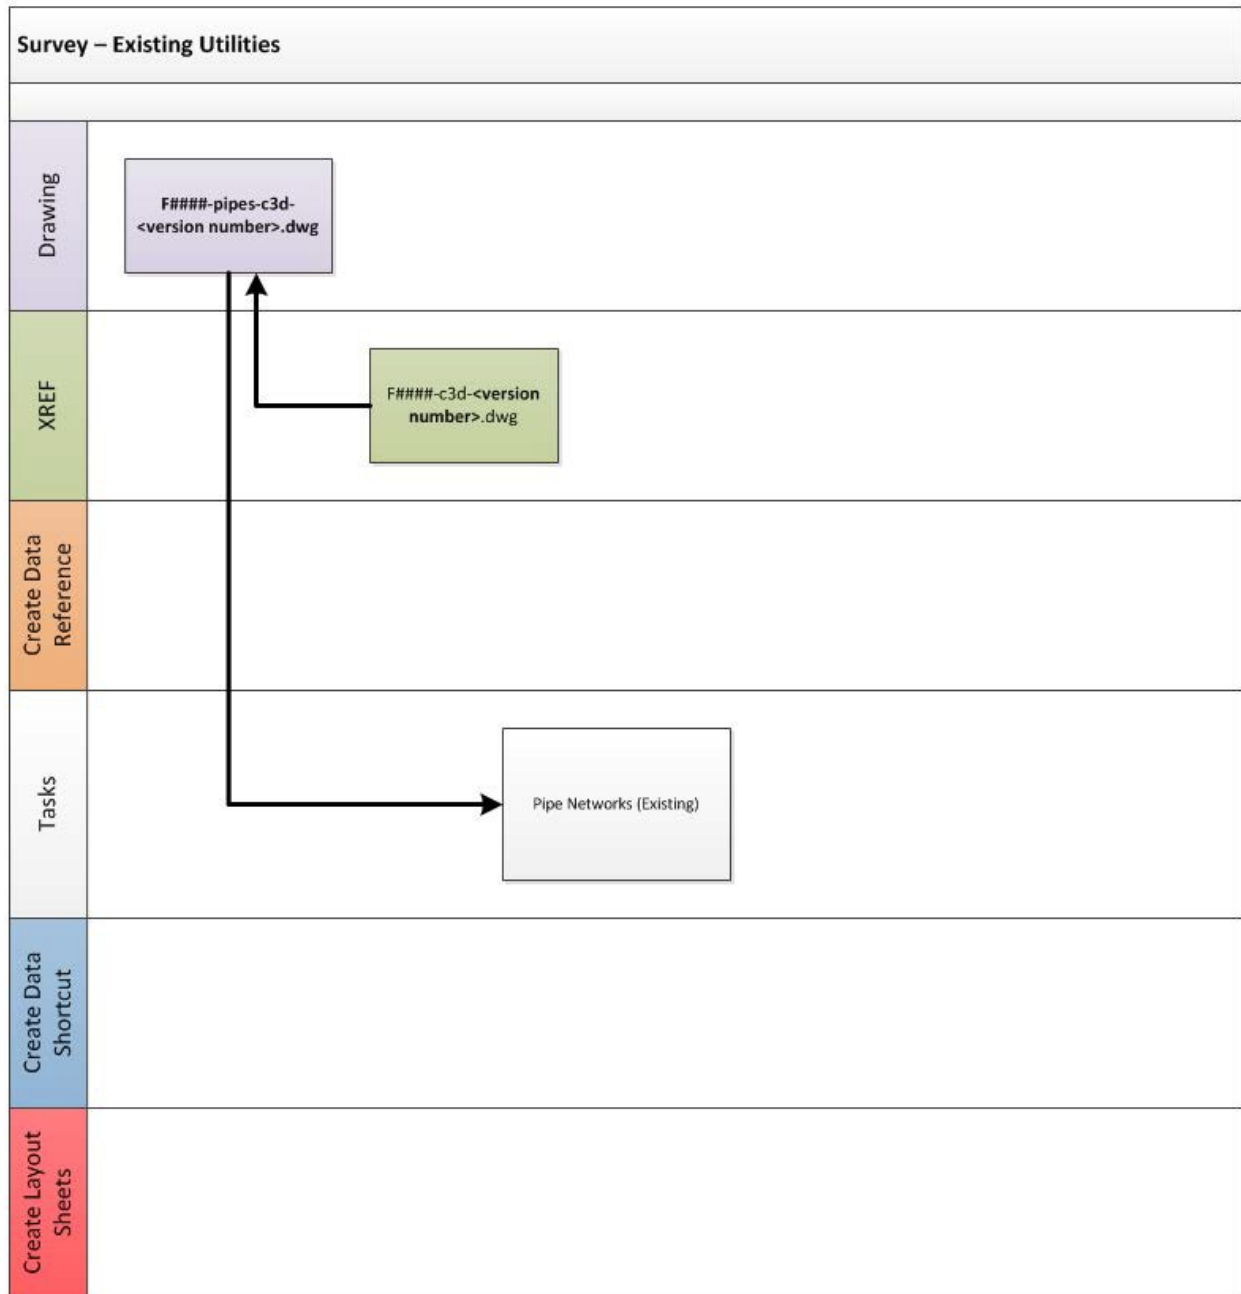 Survey – Existing Utilities
Drawing
F####-pipes-c3d-
<version number>.dwg
XREF
F####-c3d-<version
number>.dwg
Create Data
Reference
Tasks
Pipe Networks (Existing)
Create Data
Shortcut
Create Layout
Sheets